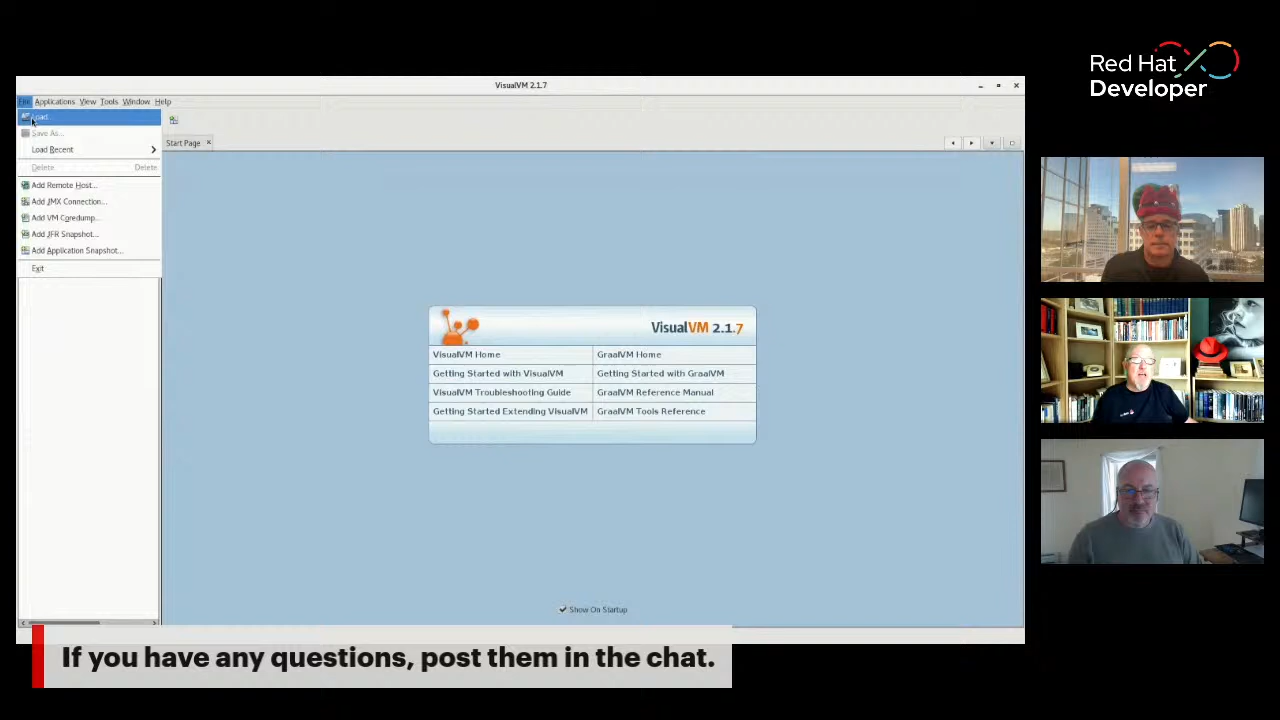 Red Hat
Developer
VisualVM 2.1.7
File Applications View Tools Window Help
Load...
Save As...
Load Recent
Delete Delete
Add Remote Host...
Add JMX Connection...
Add VM Coredump...
Add JFR Snapshot...
Add Application Snapshot...
Exit
Start Page
VisualVM 2.1.7
VisualVM Home GraalVM Home
Getting Started with VisualVM Getting Started with GraalVM
VisualVM Troubleshooting Guide GraalVM Reference Manual
Getting Started Extending VisualVM GraalVM Tools Reference
Show On Startup
If you have any questions, post them in the chat.